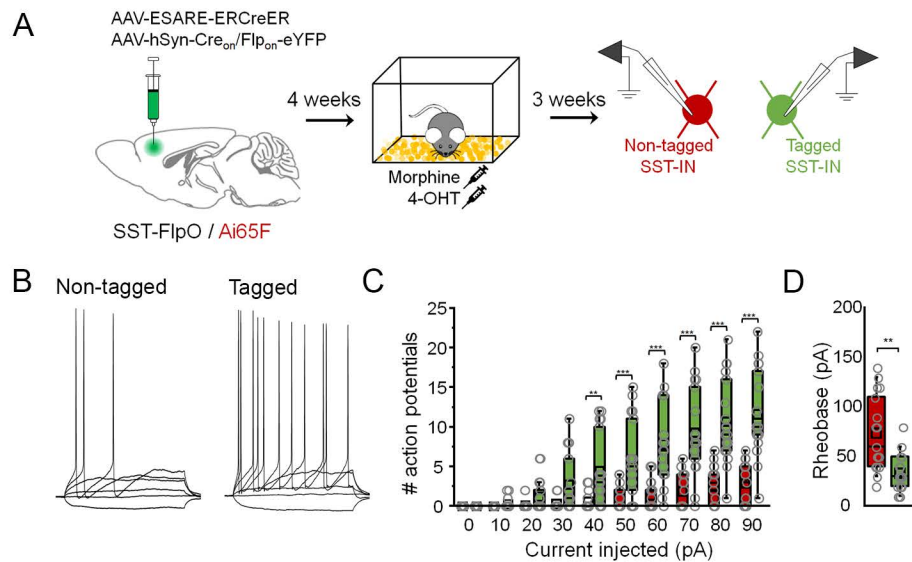 A
AAV-ESARE-ERCreER
AAV-hSyn-Creon/Flpon-eYFP
4 weeks
3 weeks
Non-tagged
SST-IN
Tagged
SST-IN
Morphine
4-OHT
SST-FlpO / Ai65F
B
Non-tagged
Tagged
C
# action potentials
25
20
15
10
5
0
**
***
***
***
***
***
0 10 20 30 40 50 60 70 80 90
Current injected (pA)
D
Rheobase (pA)
200
150
100
50
0
**